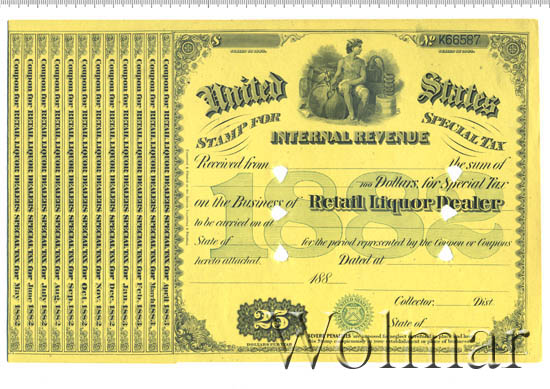 $
No. K66587
United States
STAMP FOR
SPECIAL TAX
INTERNAL REVENUE
Received from the sum of
100 Dollars, for Special Tax
on the Business of Retail Liquor Dealer
to be carried on at
State of for the period represented by the Coupon or Coupons
hereto attached. Dated at
188
1882
Collector. Dist.
State of
25
DOLLARS PER YEAR
SEVERE PENALTIES
Coupon for RETAIL LIQUOR DEALERS SPECIAL TAX for May 1882.
Coupon for RETAIL LIQUOR DEALERS SPECIAL TAX for June 1882.
Coupon for RETAIL LIQUOR DEALERS SPECIAL TAX for July 1882.
Coupon for RETAIL LIQUOR DEALERS SPECIAL TAX for Aug. 1882.
Coupon for RETAIL LIQUOR DEALERS SPECIAL TAX for Sep. 1882.
Coupon for RETAIL LIQUOR DEALERS SPECIAL TAX for Oct. 1882.
Coupon for RETAIL LIQUOR DEALERS SPECIAL TAX for Nov. 1882.
Coupon for RETAIL LIQUOR DEALERS SPECIAL TAX for Dec. 1882.
Coupon for RETAIL LIQUOR DEALERS SPECIAL TAX for Jan. 1883.
Coupon for RETAIL LIQUOR DEALERS SPECIAL TAX for Feb. 1883.
Coupon for RETAIL LIQUOR DEALERS SPECIAL TAX for March 1883.
Coupon for RETAIL LIQUOR DEALERS SPECIAL TAX for April 1883.
Wolmar